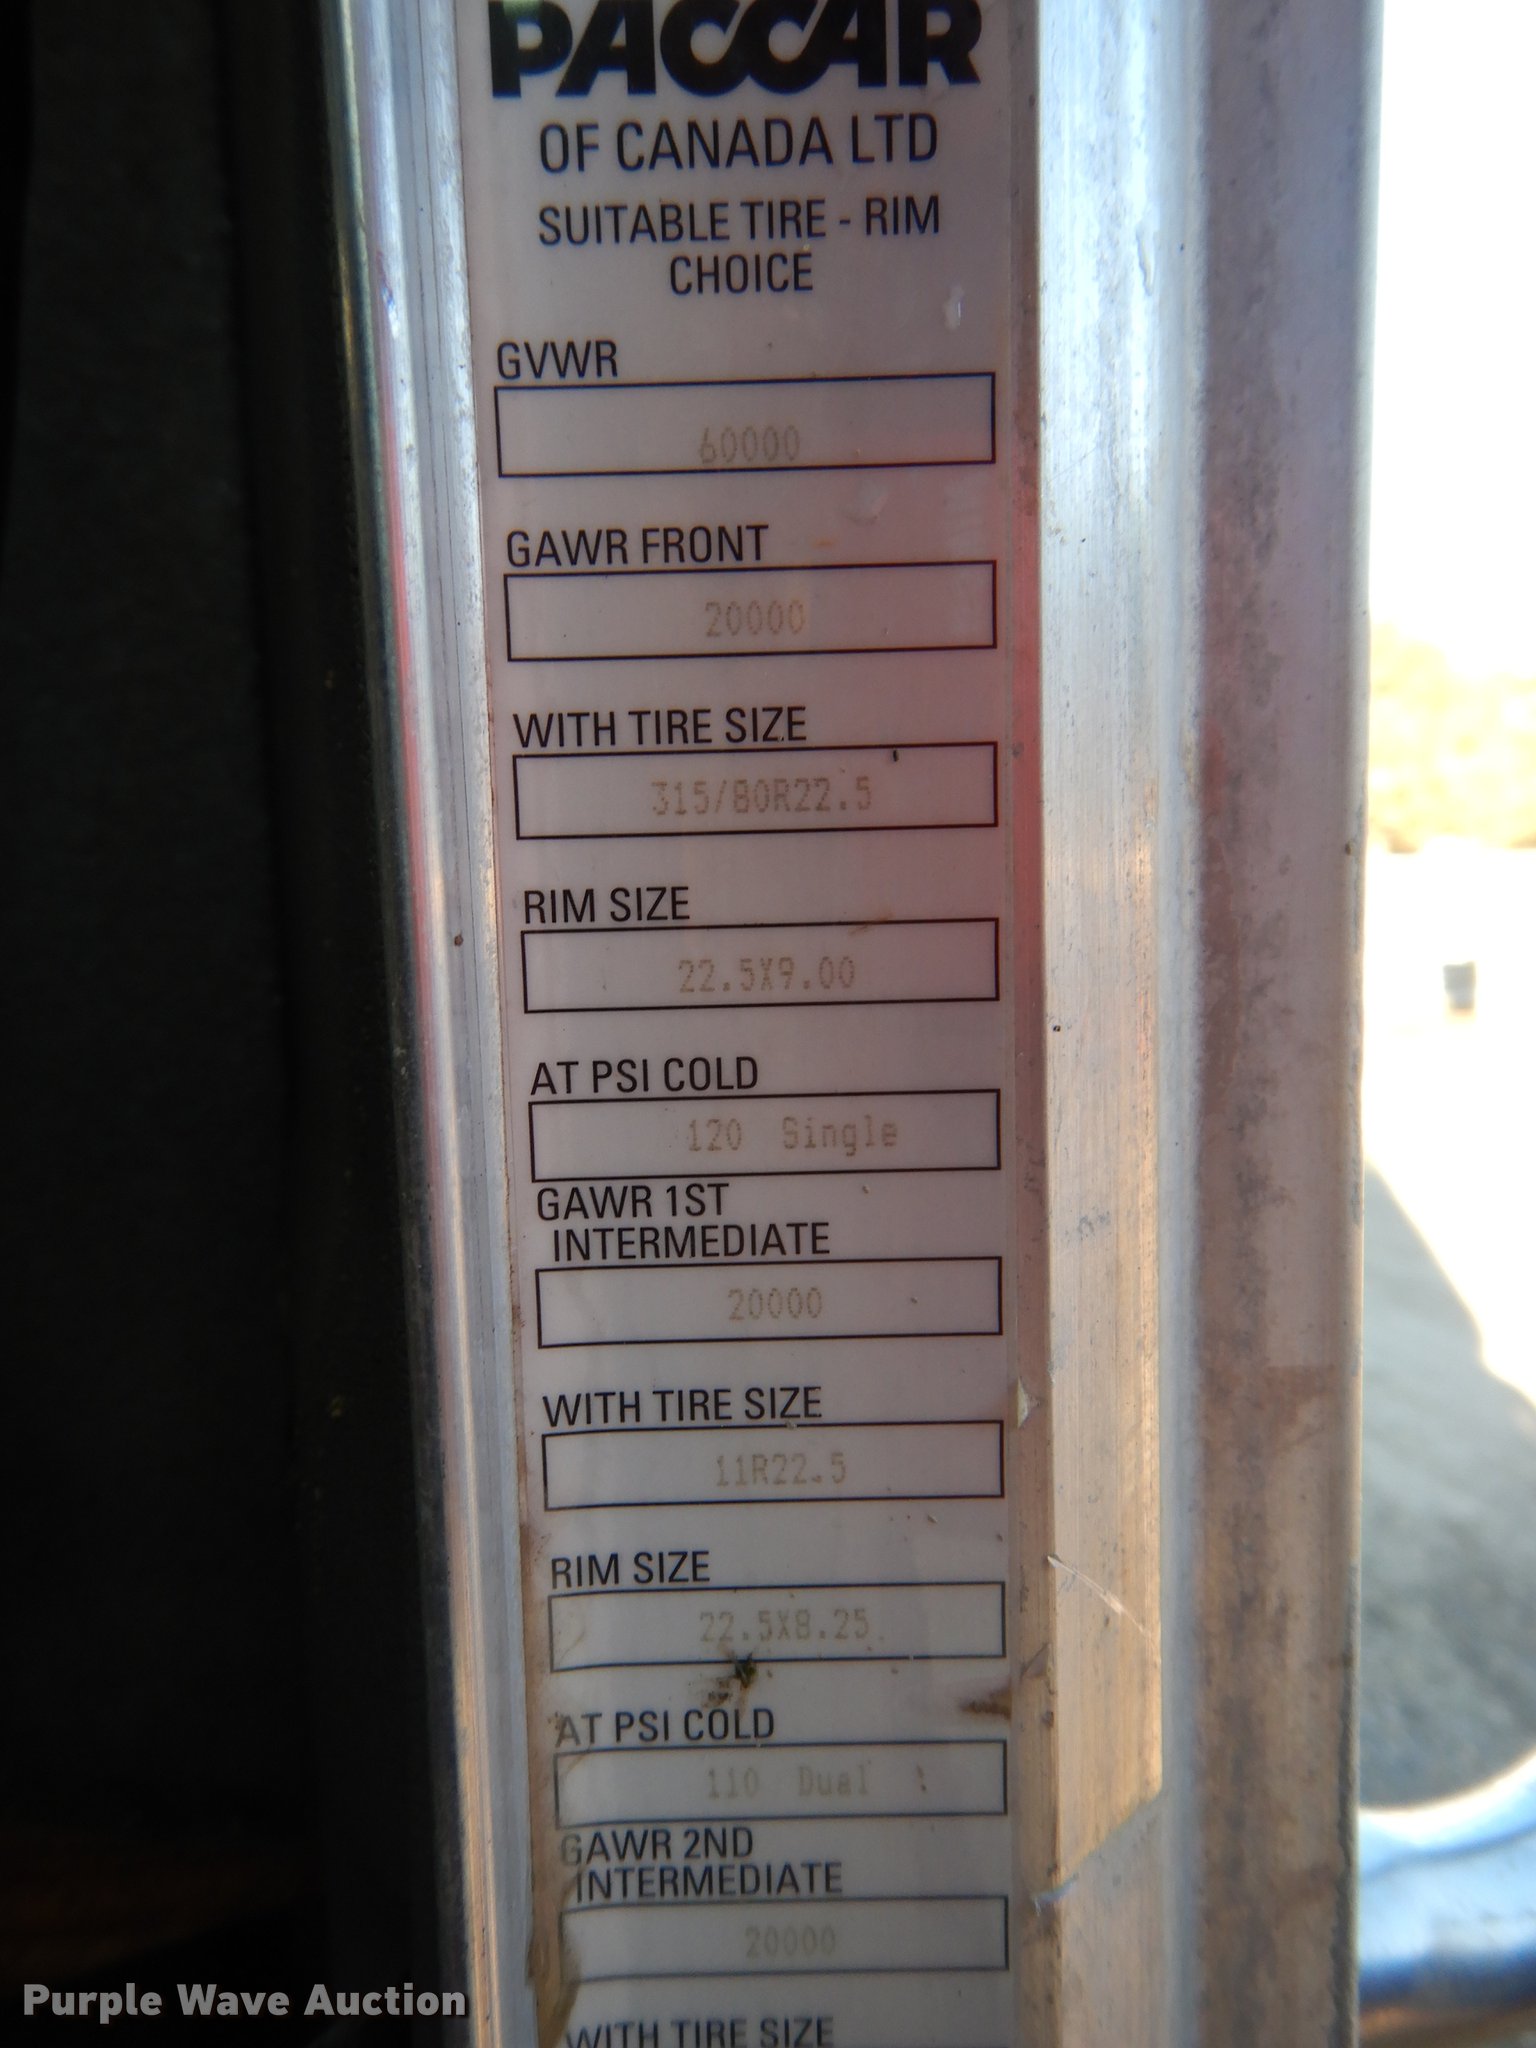 PACCAR
OF CANADA LTD
SUITABLE TIRE - RIM
CHOICE
GVWR
60000
GAWR FRONT
20000
WITH TIRE SIZE
315/80R22.5
RIM SIZE
22.5X9.00
AT PSI COLD
120 Single
GAWR 1ST
INTERMEDIATE
20000
WITH TIRE SIZE
11R22.5
RIM SIZE
22.5X8.25
AT PSI COLD
110 Dual :
GAWR 2ND
INTERMEDIATE
20000
WITH TIRE SIZE
Purple Wave Auction